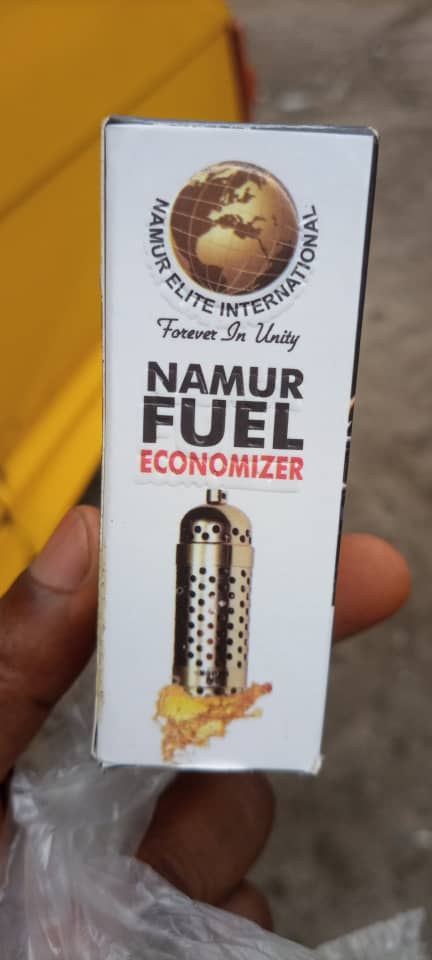 NAMUR ELITE INTERNATIONAL
Forever In Unity
NAMUR
FUEL
ECONOMIZER